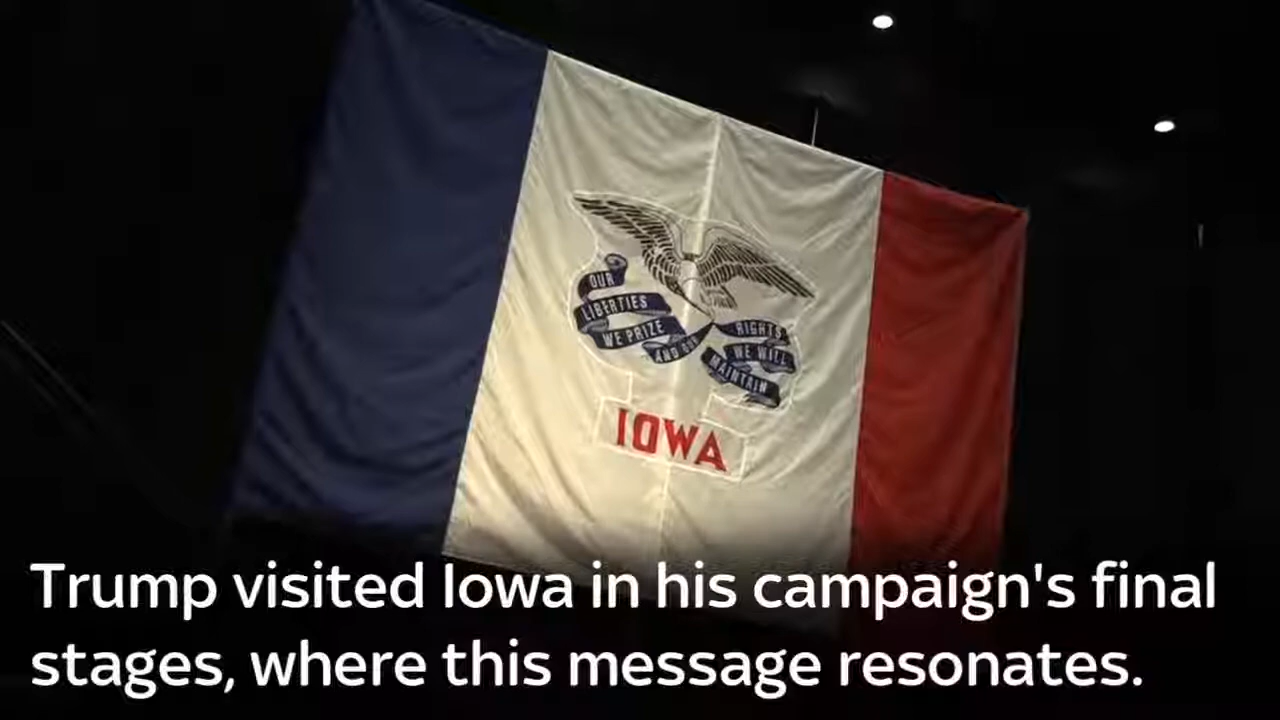 OUR
LIBERTIES
WE PRIZE
AND OUR
RIGHTS
WE WILL
MAINTAIN
IOWA
Trump visited Iowa in his campaign's final
stages, where this message resonates.